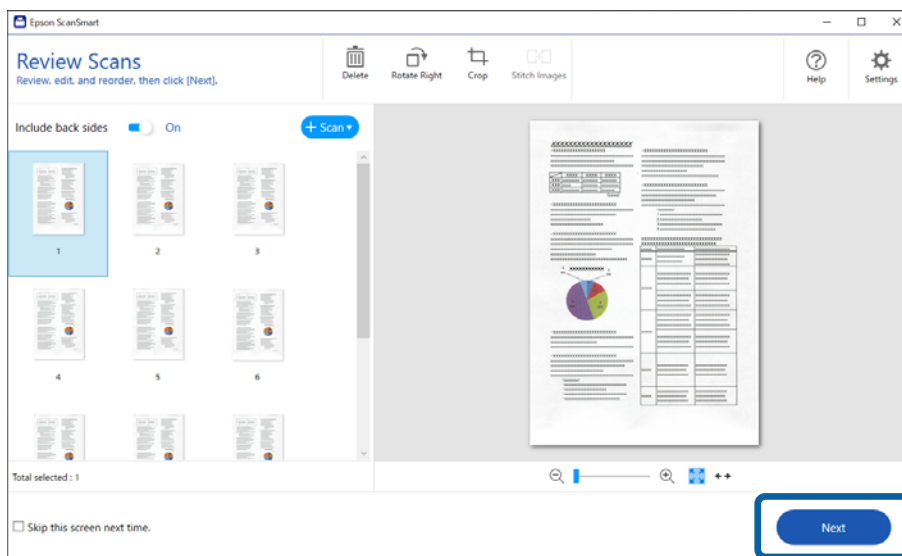 Epson ScanSmart
Review Scans
Review, edit, and reorder, then click [Next].
Delete
Rotate Right
Crop
Stitch Images
Help
Settings
Include back sides
On
+ Scan
1
2
3
4
5
6
Total selected : 1
Skip this screen next time.
Next